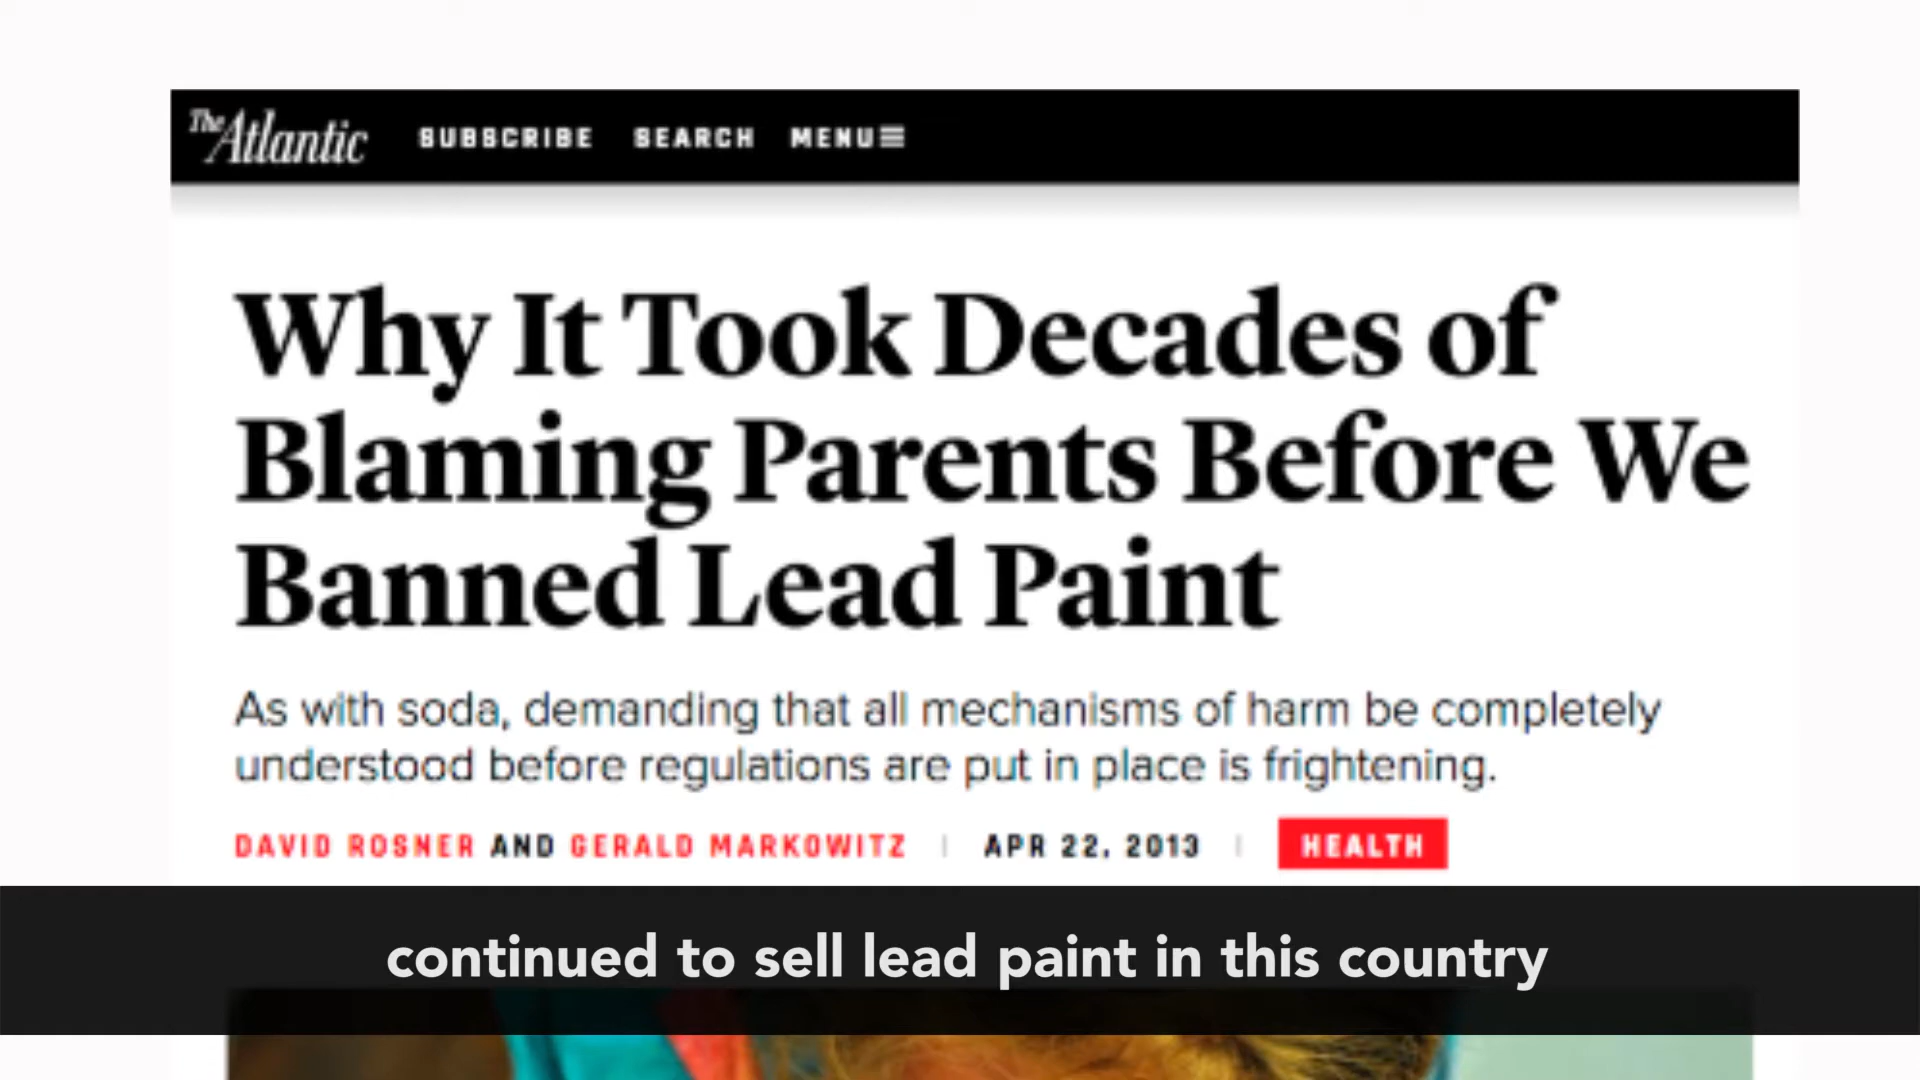 The Atlantic SUBSCRIBE SEARCH MENU
Why It Took Decades of
Blaming Parents Before We
Banned Lead Paint
As with soda, demanding that all mechanisms of harm be completely
understood before regulations are put in place is frightening.
DAVID ROSNER AND GERALD MARKOWITZ | APR 22, 2013 | HEALTH
continued to sell lead paint in this country